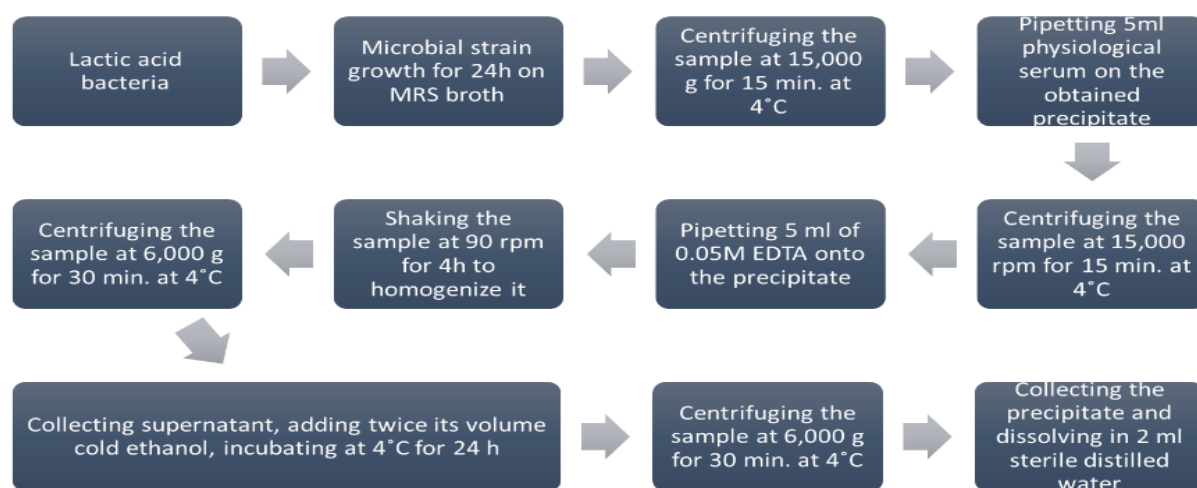 Lactic acid
bacteria
Microbial strain
growth for 24h on
MRS broth
Centrifuging the
sample at 15,000
g for 15 min. at
4˚C
Pipetting 5ml
physiological
serum on the
obtained
precipitate
Centrifuging the
sample at 15,000
rpm for 15 min. at
4˚C
Pipetting 5 ml of
0.05M EDTA onto
the precipitate
Shaking the
sample at 90 rpm
for 4h to
homogenize it
Centrifuging the
sample at 6,000 g
for 30 min. at 4˚C
Collecting supernatant, adding twice its volume
cold ethanol, incubating at 4˚C for 24 h
Centrifuging the
sample at 6,000 g
for 30 min. at 4˚C
Collecting the
precipitate and
dissolving in 2 ml
sterile distilled
water